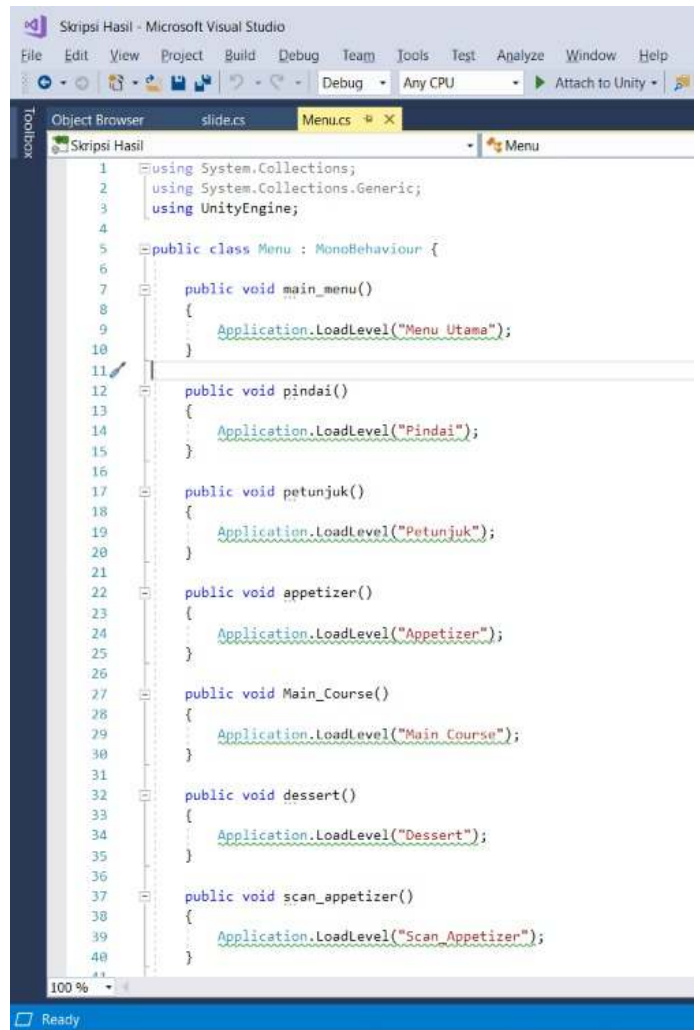 Skripsi Hasil - Microsoft Visual Studio
File Edit View Project Build Debug Team Tools Test Analyze Window Help
Debug Any CPU Attach to Unity
Toolbox
Object Browser slide.cs Menu.cs
Skripsi Hasil Menu
1 using System.Collections;
2 using System.Collections.Generic;
3 using UnityEngine;
4
5 public class Menu : MonoBehaviour {
6
7 public void main_menu()
8 {
9 Application.LoadLevel("Menu Utama");
10 }
11
12 public void pindai()
13 {
14 Application.LoadLevel("Pindai");
15 }
16
17 public void petunjuk()
18 {
19 Application.LoadLevel("Petunjuk");
20 }
21
22 public void appetizer()
23 {
24 Application.LoadLevel("Appetizer");
25 }
26
27 public void Main_Course()
28 {
29 Application.LoadLevel("Main Course");
30 }
31
32 public void dessert()
33 {
34 Application.LoadLevel("Dessert");
35 }
36
37 public void scan_appetizer()
38 {
39 Application.LoadLevel("Scan_Appetizer");
40 }
41
100 %
Ready